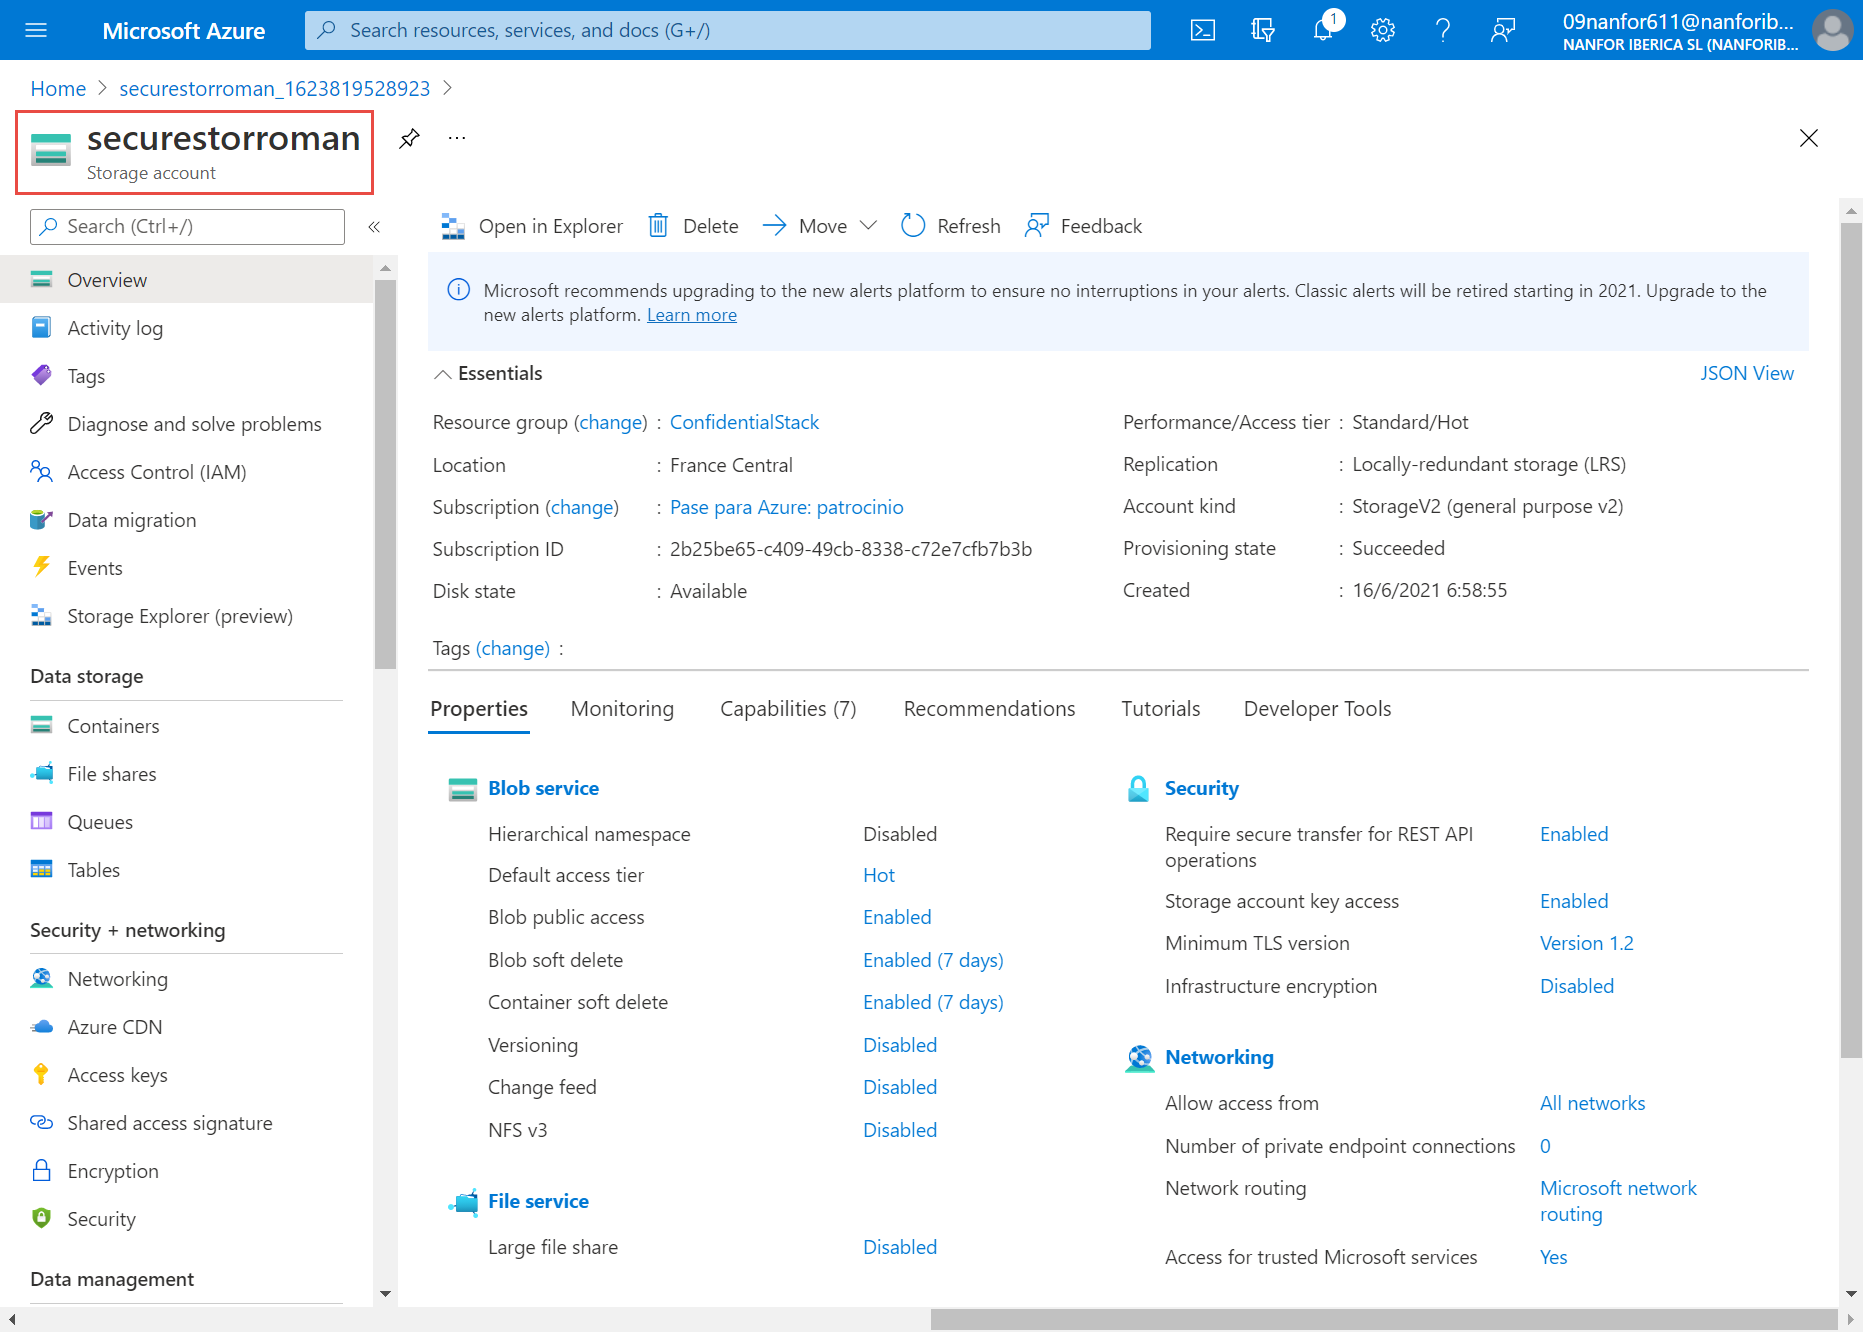 Microsoft Azure
Search resources, services, and docs (G+/)
1
09nanfor611@nanforib...
NANFOR IBERICA SL (NANFORIB...
Home > securestorroman_1623819528923 >
securestorroman
Storage account
...
Search (Ctrl+/)
«
Overview
Activity log
Tags
Diagnose and solve problems
Access Control (IAM)
Data migration
Events
Storage Explorer (preview)
Data storage
Containers
File shares
Queues
Tables
Security + networking
Networking
Azure CDN
Access keys
Shared access signature
Encryption
Security
Data management
Open in Explorer Delete Move Refresh Feedback
Microsoft recommends upgrading to the new alerts platform to ensure no interruptions in your alerts. Classic alerts will be retired starting in 2021. Upgrade to the
new alerts platform. Learn more
Essentials
JSON View
Resource group (change) : ConfidentialStack
Location : France Central
Subscription (change) : Pase para Azure: patrocinio
Subscription ID : 2b25be65-c409-49cb-8338-c72e7cfb7b3b
Disk state : Available
Performance/Access tier : Standard/Hot
Replication : Locally-redundant storage (LRS)
Account kind : StorageV2 (general purpose v2)
Provisioning state : Succeeded
Created : 16/6/2021 6:58:55
Tags (change) :
Properties Monitoring Capabilities (7) Recommendations Tutorials Developer Tools
Blob service
Hierarchical namespace Disabled
Default access tier Hot
Blob public access Enabled
Blob soft delete Enabled (7 days)
Container soft delete Enabled (7 days)
Versioning Disabled
Change feed Disabled
NFS v3 Disabled
File service
Large file share Disabled
Security
Require secure transfer for REST API Enabled
operations
Storage account key access Enabled
Minimum TLS version Version 1.2
Infrastructure encryption Disabled
Networking
Allow access from All networks
Number of private endpoint connections 0
Network routing Microsoft network
routing
Access for trusted Microsoft services Yes